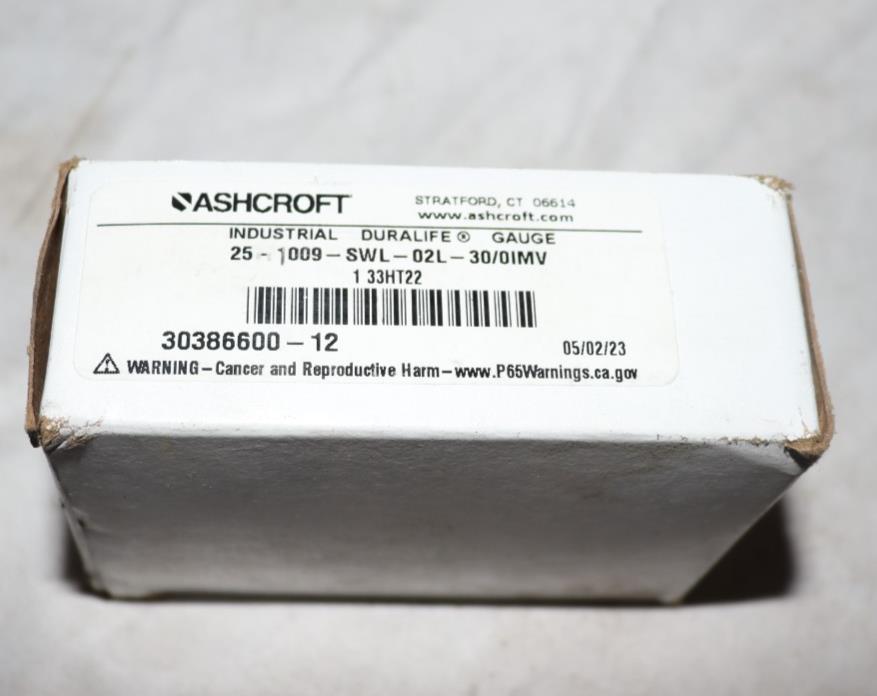 ASHCROFT STRATFORD, CT 06614
www.ashcroft.com
INDUSTRIAL DURALIFE® GAUGE
25-1009-SWL-02L-30/0IMV
1 33HT22
30386600-12 05/02/23
WARNING-Cancer and Reproductive Harm-www.P65Warnings.ca.gov